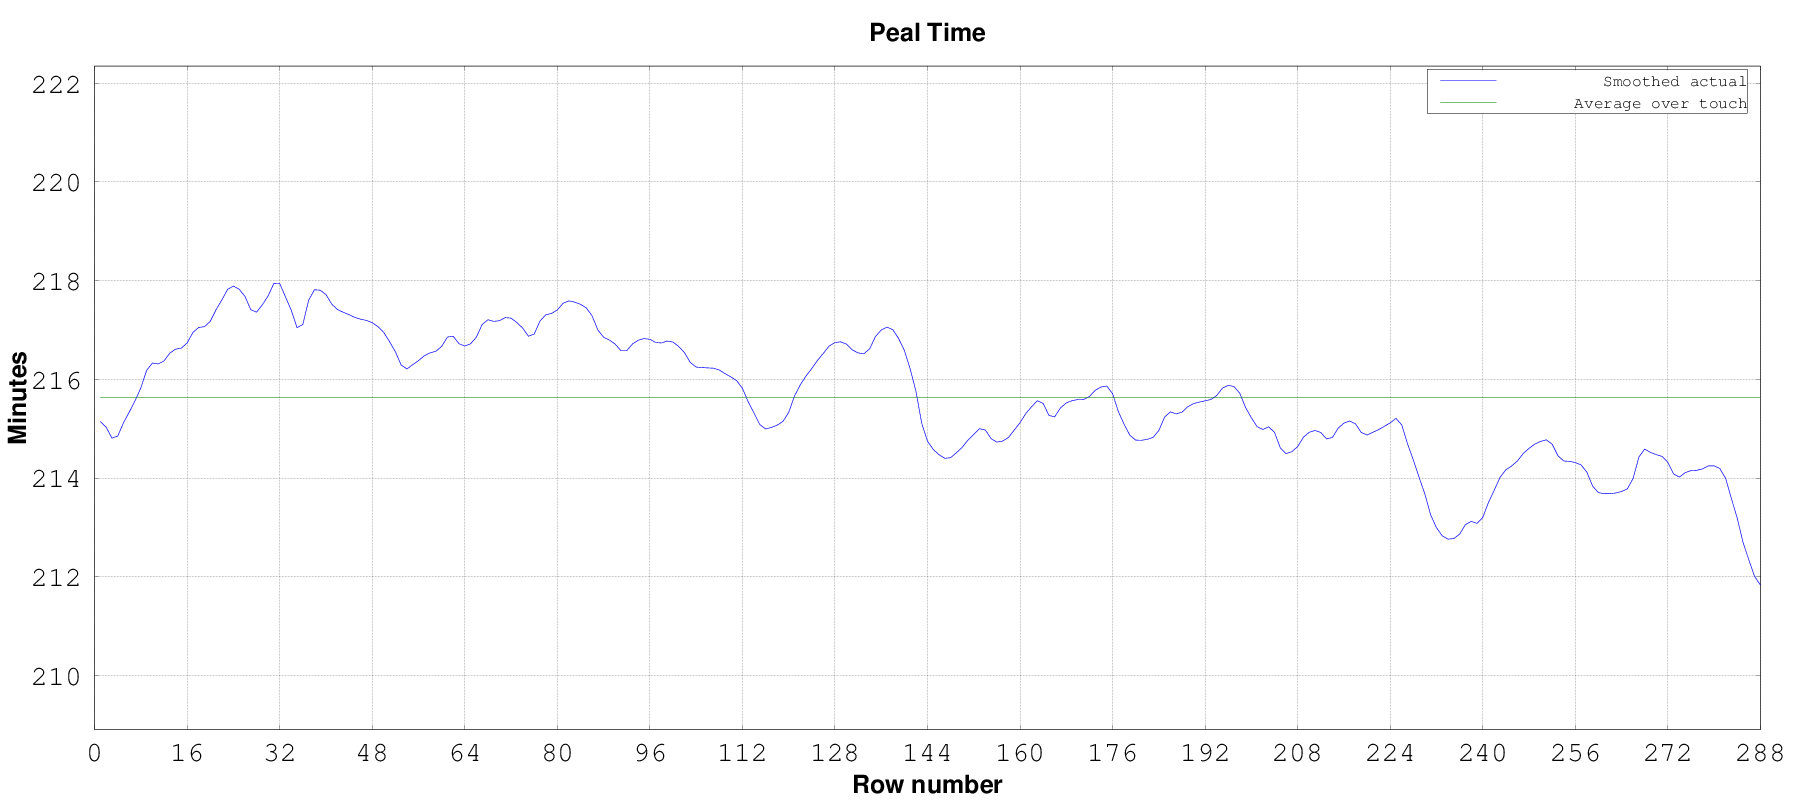 Peal Time
Smoothed actual
Average over touch
222
220
218
216
214
212
210
Minutes
0 16 32 48 64 80 96 112 128 144 160 176 192 208 224 240 256 272 288
Row number